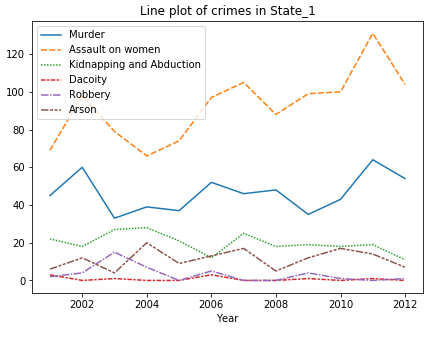 Line plot of crimes in State_1
Murder
Assault on women
Kidnapping and Abduction
Dacoity
Robbery
Arson
120
100
80
60
40
20
0
2002 2004 2006 2008 2010 2012
Year